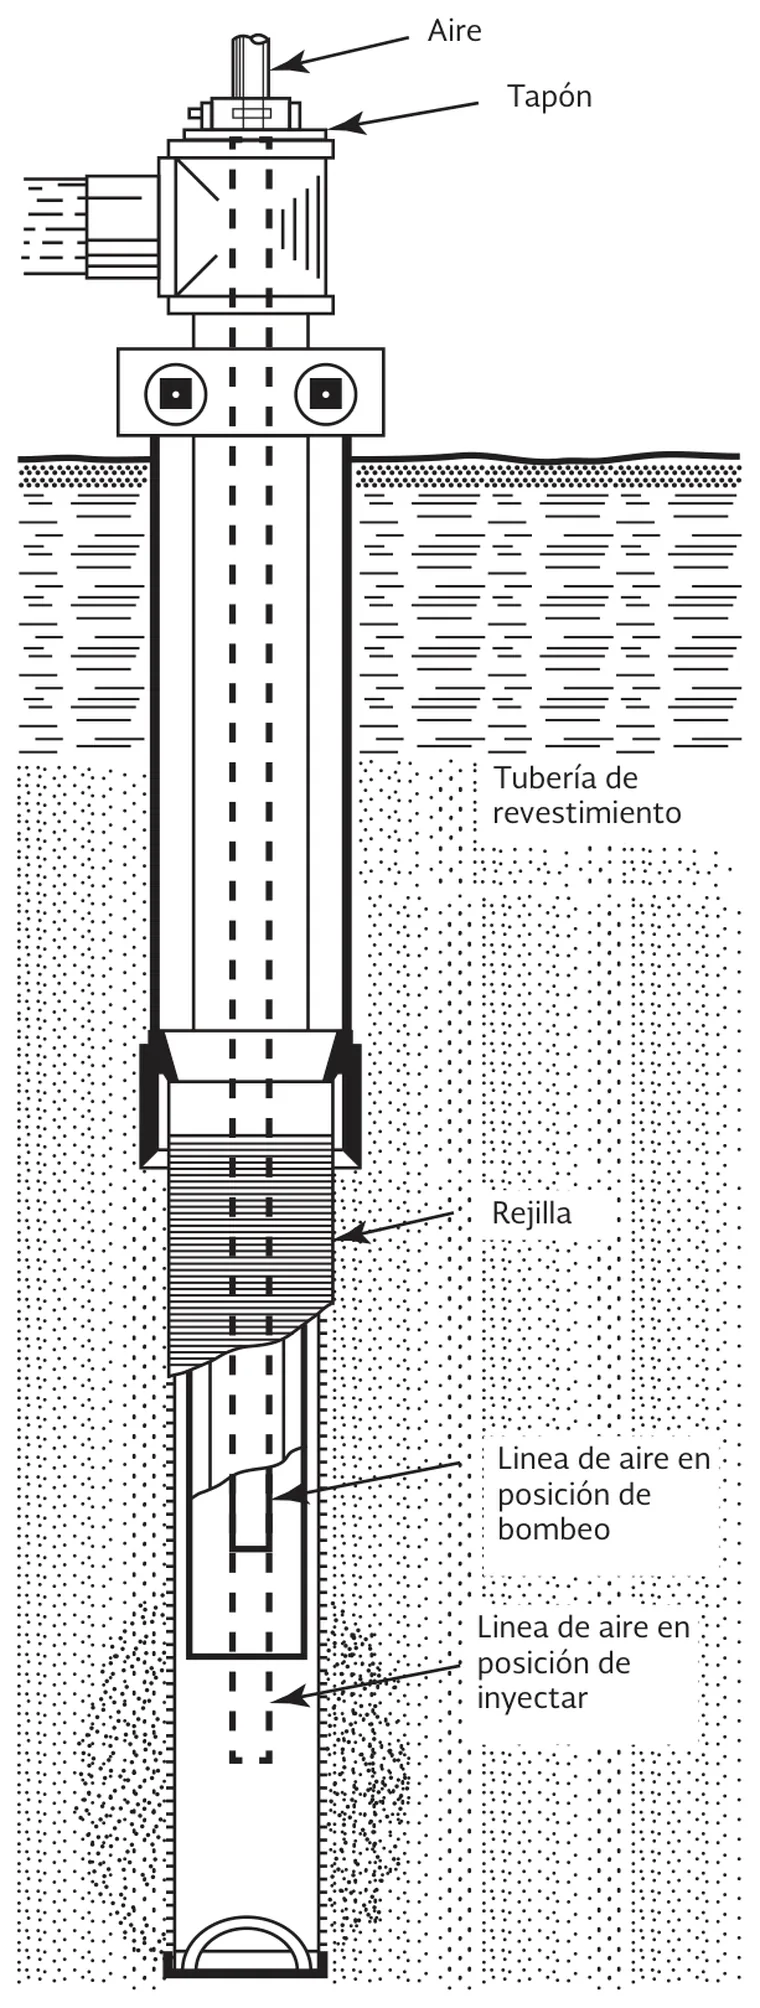 Aire
Tapón
Tubería de
revestimiento
Rejilla
Linea de aire en
posición de
bombeo
Linea de aire en
posición de
inyectar